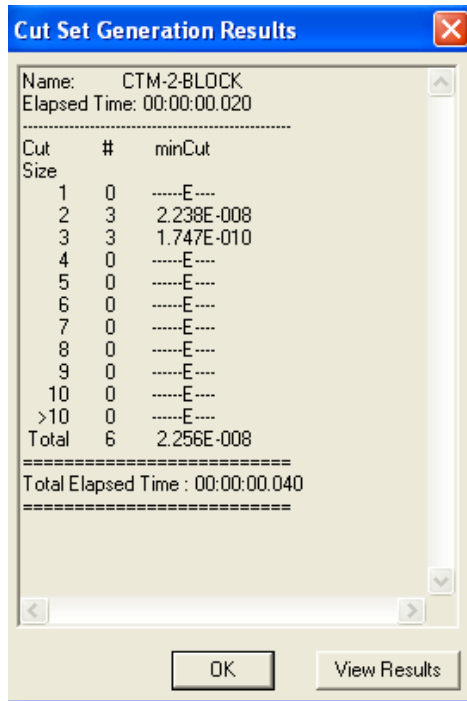 Cut Set Generation Results
Name: CTM-2-BLOCK
Elapsed Time: 00:00:00.020
--------------------------------------------------
Cut # minCut
Size
1 0 ------E----
2 3 2.238E-008
3 3 1.747E-010
4 0 ------E----
5 0 ------E----
6 0 ------E----
7 0 ------E----
8 0 ------E----
9 0 ------E----
10 0 ------E----
>10 0 ------E----
Total 6 2.256E-008
==========================
Total Elapsed Time : 00:00:00.040
==========================
OK View Results